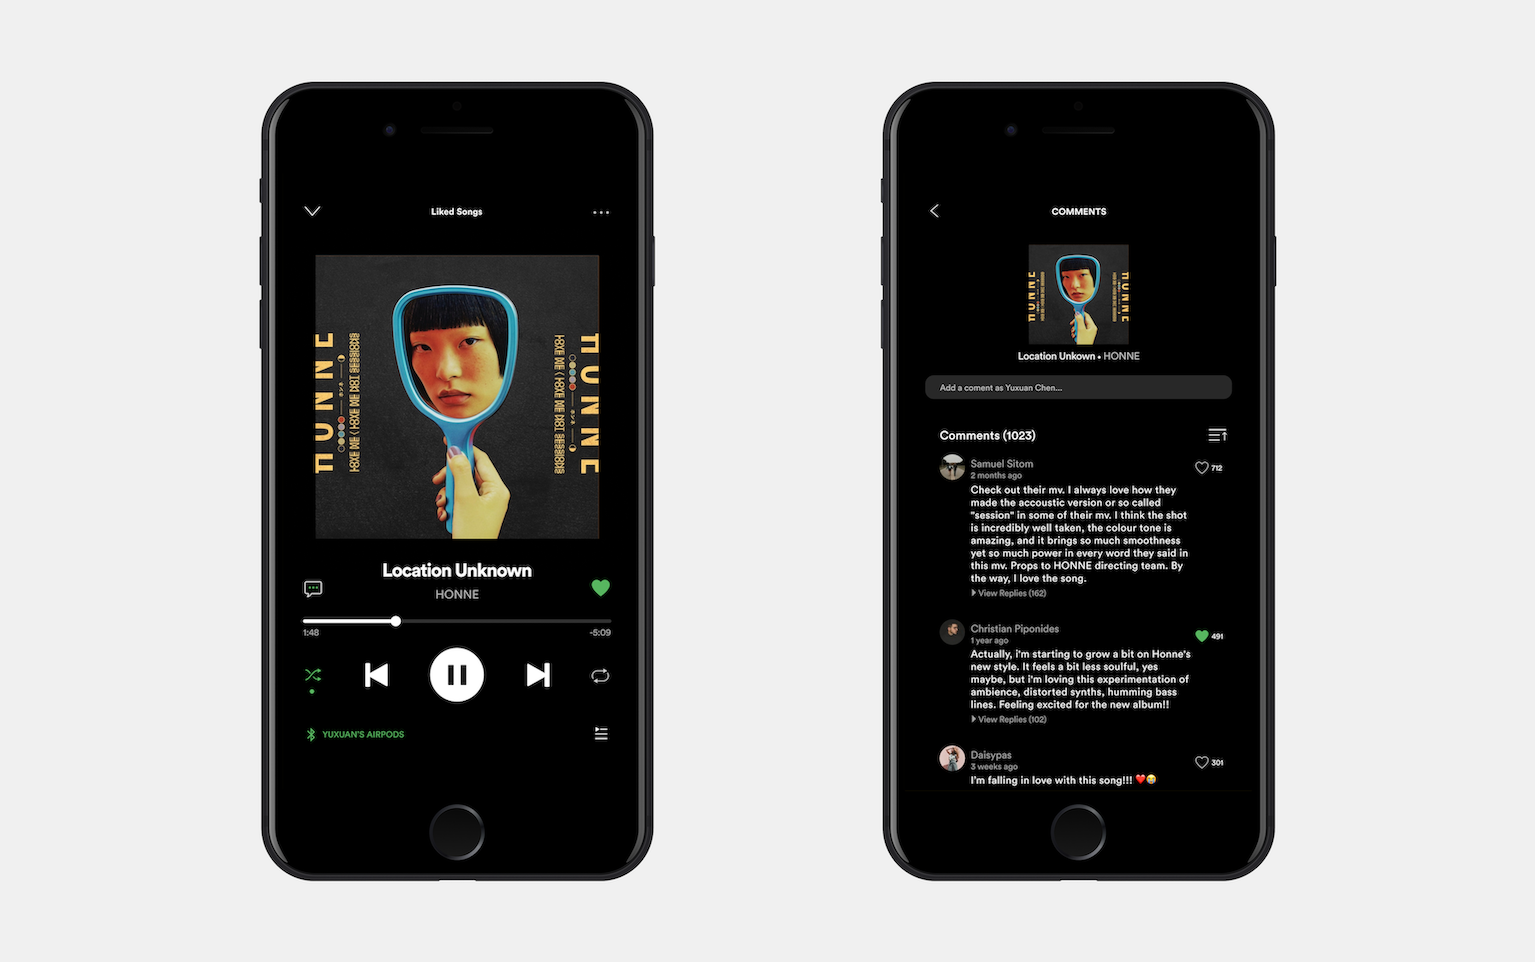 Liked Songs
HONNE
LOVE ME / LOVE ME NOT SESSIONS
LOVE ME / LOVE ME NOT SESSIONS
HONNE
Location Unknown
HONNE
1:48
-5:09
YUXUAN'S AIRPODS
COMMENTS
HONNE
HONNE
Location Unkown • HONNE
Add a coment as Yuxuan Chen...
Comments (1023)
Samuel Sitom
2 months ago
712
Check out their mv. I always love how they
made the accoustic version or so called
"session" in some of their mv. I think the shot
is incredibly well taken, the colour tone is
amazing, and it brings so much smoothness
yet so much power in every word they said in
this mv. Props to HONNE directing team. By
the way, I love the song.
View Replies (162)
Christian Piponides
1 year ago
491
Actually, i'm starting to grow a bit on Honne's
new style. It feels a bit less soulful, yes
maybe, but i'm loving this experimentation of
ambience, distorted synths, humming bass
lines. Feeling excited for the new album!!
View Replies (102)
Daisypas
3 weeks ago
301
I'm falling in love with this song!!! ❤️😂